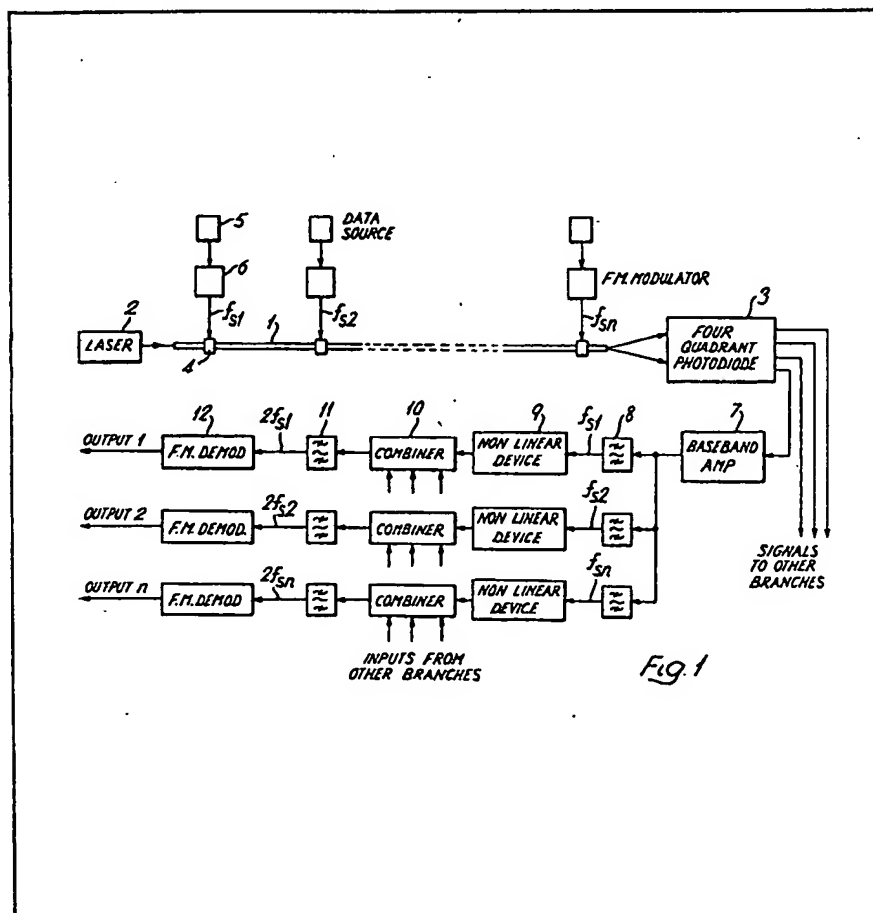 5
6
DATA
SOURCE
F.M. MODULATOR
fs1
fs2
fsn
2
LASER
1
4
3
FOUR
QUADRANT
PHOTODIODE
OUTPUT 1
12
F.M. DEMOD
2fs1
11
10
COMBINER
9
NON LINEAR
DEVICE
fs1
8
7
BASEBAND
AMP
OUTPUT 2
F.M. DEMOD.
2fs2
COMBINER
NON LINEAR
DEVICE
fs2
OUTPUT n
F.M. DEMOD
2fsn
COMBINER
NON LINEAR
DEVICE
fsn
SIGNALS
TO OTHER
BRANCHES
INPUTS FROM
OTHER BRANCHES
Fig. 1